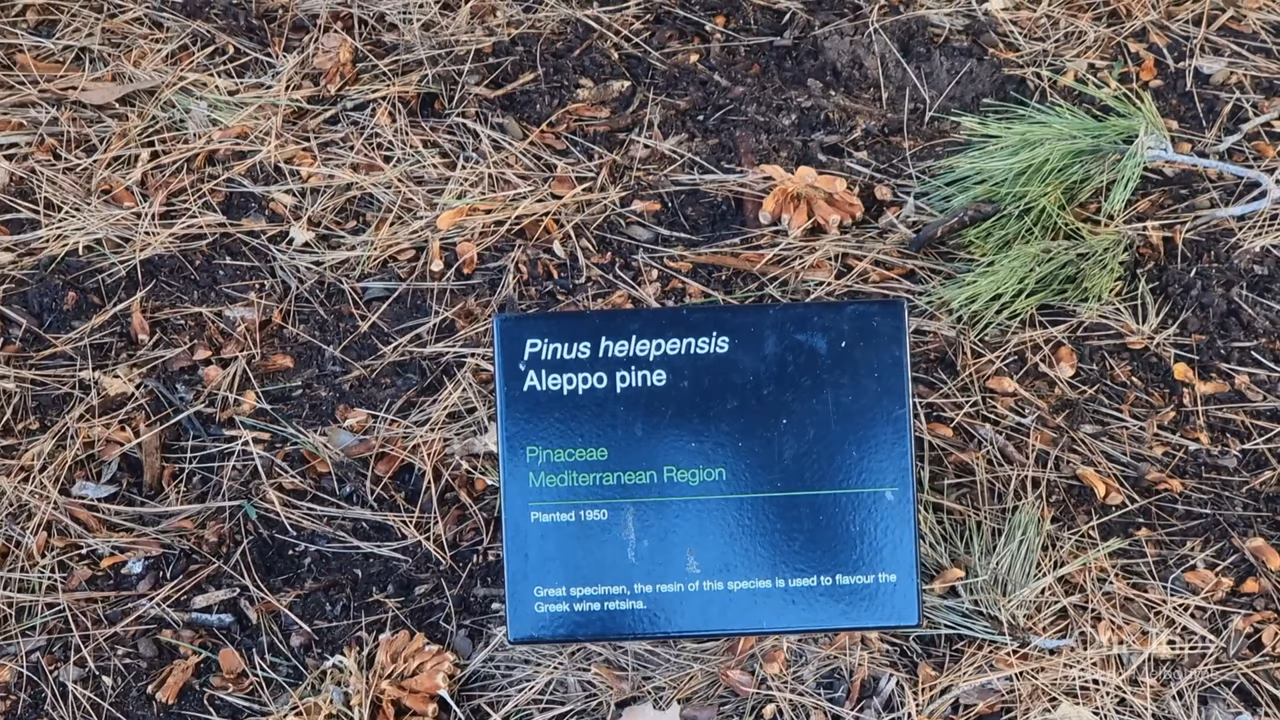 Pinus helepensis
Aleppo pine
Pinaceae
Mediterranean Region
Planted 1950
Great specimen, the resin of this species is used to flavour the
Greek wine retsina.